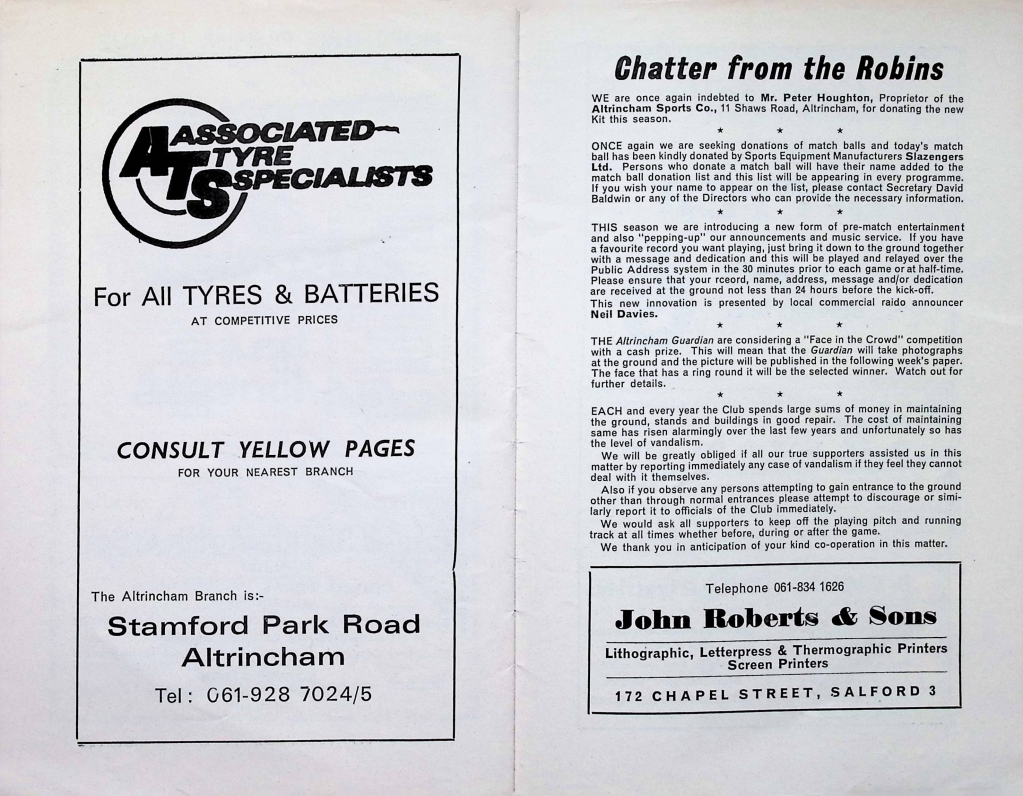 ATS
ASSOCIATED
TYRE
SPECIALISTS
For All TYRES & BATTERIES
AT COMPETITIVE PRICES
CONSULT YELLOW PAGES
FOR YOUR NEAREST BRANCH
The Altrincham Branch is:-
Stamford Park Road
Altrincham
Tel : 061-928 7024/5
Chatter from the Robins
WE are once again indebted to Mr. Peter Houghton, Proprietor of the
Altrincham Sports Co., 11 Shaws Road, Altrincham, for donating the new
Kit this season.
★ ★ ★
ONCE again we are seeking donations of match balls and today's match
ball has been kindly donated by Sports Equipment Manufacturers Slazengers
Ltd. Persons who donate a match ball will have their name added to the
match ball donation list and this list will be appearing in every programme.
If you wish your name to appear on the list, please contact Secretary David
Baldwin or any of the Directors who can provide the necessary information.
★ ★ ★
THIS season we are introducing a new form of pre-match entertainment
and also "pepping-up" our announcements and music service. If you have
a favourite record you want playing, just bring it down to the ground together
with a message and dedication and this will be played and relayed over the
Public Address system in the 30 minutes prior to each game or at half-time.
Please ensure that your rceord, name, address, message and/or dedication
are received at the ground not less than 24 hours before the kick-off.
This new innovation is presented by local commercial raido announcer
Neil Davies.
★ ★ ★
THE Altrincham Guardian are considering a "Face in the Crowd" competition
with a cash prize. This will mean that the Guardian will take photographs
at the ground and the picture will be published in the following week's paper.
The face that has a ring round it will be the selected winner. Watch out for
further details.
★ ★ ★
EACH and every year the Club spends large sums of money in maintaining
the ground, stands and buildings in good repair. The cost of maintaining
same has risen alarmingly over the last few years and unfortunately so has
the level of vandalism.
We will be greatly obliged if all our true supporters assisted us in this
matter by reporting immediately any case of vandalism if they feel they cannot
deal with it themselves.
Also if you observe any persons attempting to gain entrance to the ground
other than through normal entrances please attempt to discourage or simi-
larly report it to officials of the Club immediately.
We would ask all supporters to keep off the playing pitch and running
track at all times whether before, during or after the game.
We thank you in anticipation of your kind co-operation in this matter.
Telephone 061-834 1626
John Roberts & Sons
Lithographic, Letterpress & Thermographic Printers
Screen Printers
172 CHAPEL STREET, SALFORD 3